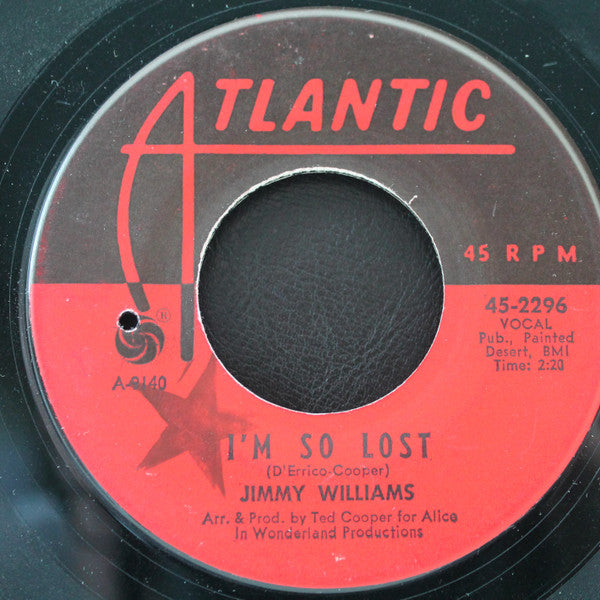 ATLANTIC
45 RPM
45-2296
VOCAL
Pub., Painted
Desert, BMI
Time: 2:20
®
A-9140
I'M SO LOST
(D'Errico-Cooper)
JIMMY WILLIAMS
Arr. & Prod. by Ted Cooper for Alice
In Wonderland Productions